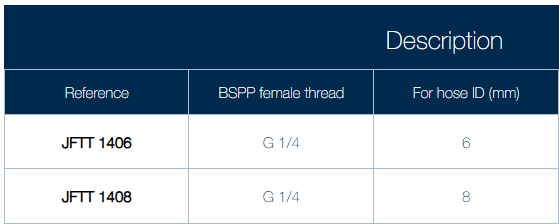 Description
Reference BSPP female thread For hose ID (mm)
JFTT 1406 G 1/4 6
JFTT 1408 G 1/4 8